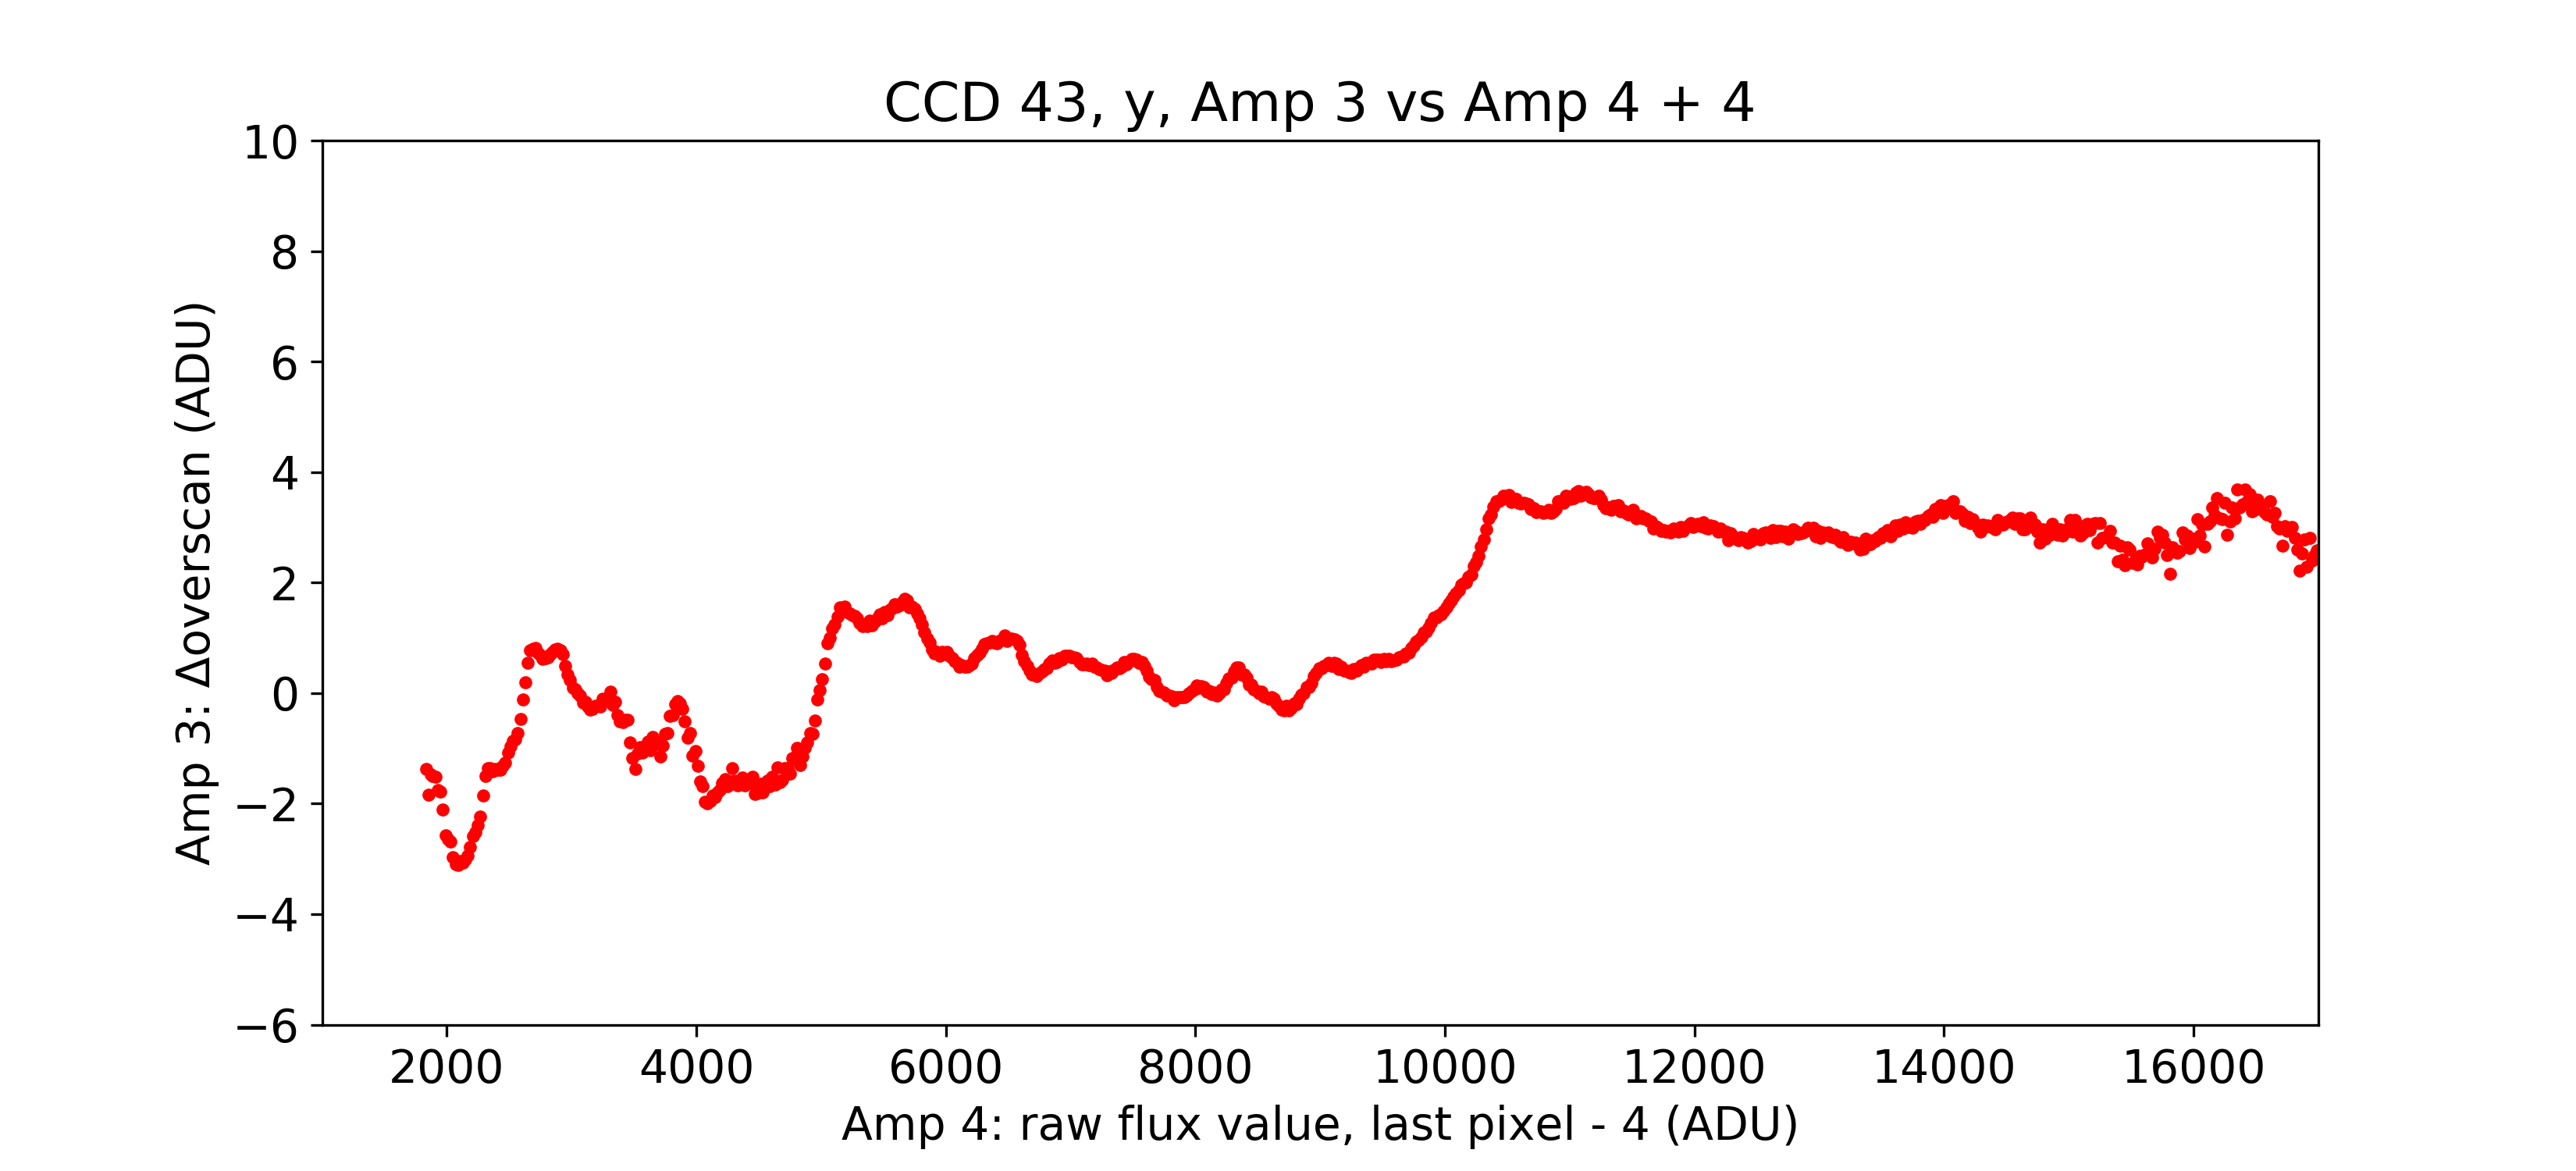 CCD 43, y, Amp 3 vs Amp 4 + 4
10
8
6
4
2
0
−2
−4
−6
Amp 3: Δoverscan (ADU)
2000 4000 6000 8000 10000 12000 14000 16000
Amp 4: raw flux value, last pixel - 4 (ADU)